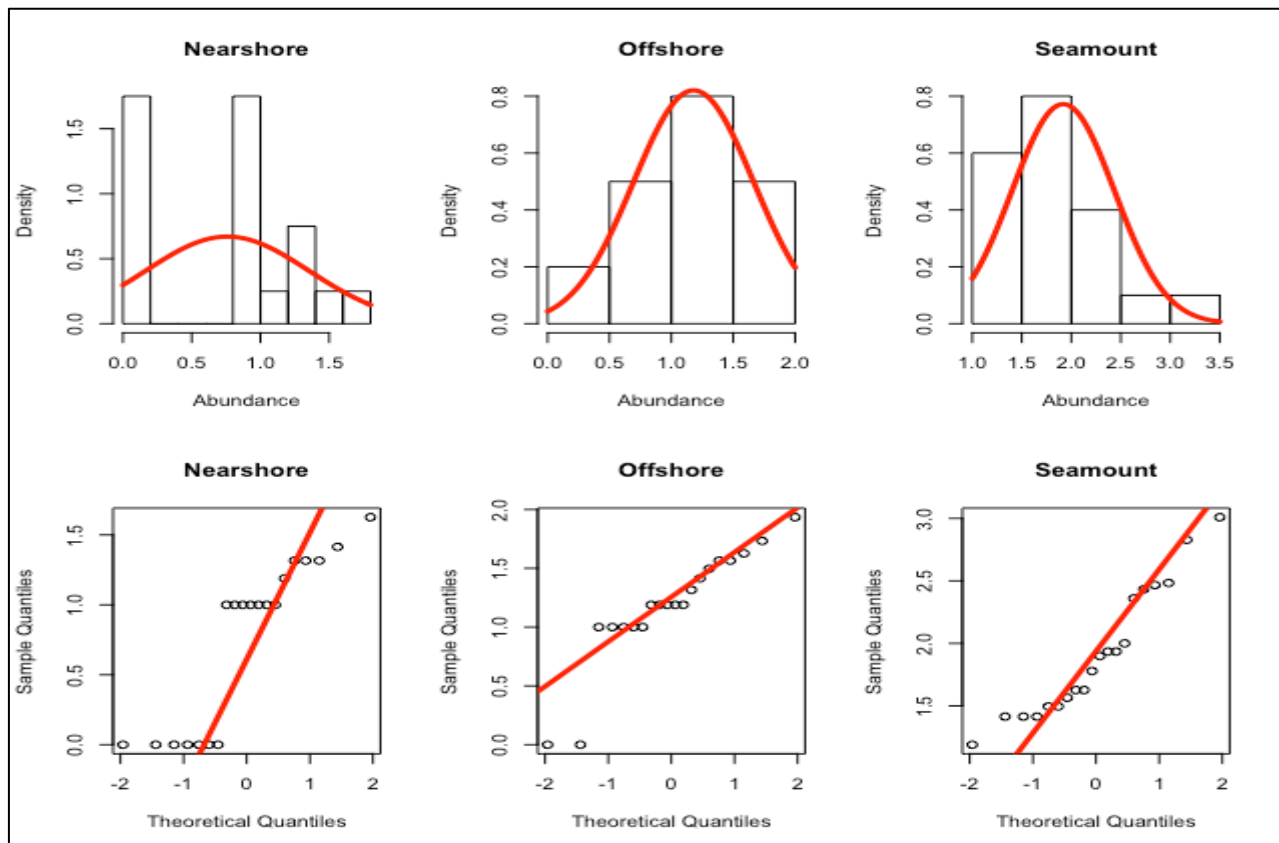 Nearshore
Offshore
Seamount
Density
0.0 0.5 1.0 1.5
0.0 0.5 1.0 1.5
Abundance
Density
0.0 0.2 0.4 0.6 0.8
0.0 0.5 1.0 1.5 2.0
Abundance
Density
0.0 0.2 0.4 0.6 0.8
1.0 1.5 2.0 2.5 3.0 3.5
Abundance
Nearshore
Offshore
Seamount
Sample Quantiles
0.0 0.5 1.0 1.5
-2 -1 0 1 2
Theoretical Quantiles
Sample Quantiles
0.0 0.5 1.0 1.5 2.0
-2 -1 0 1 2
Theoretical Quantiles
Sample Quantiles
1.5 2.0 2.5 3.0
-2 -1 0 1 2
Theoretical Quantiles